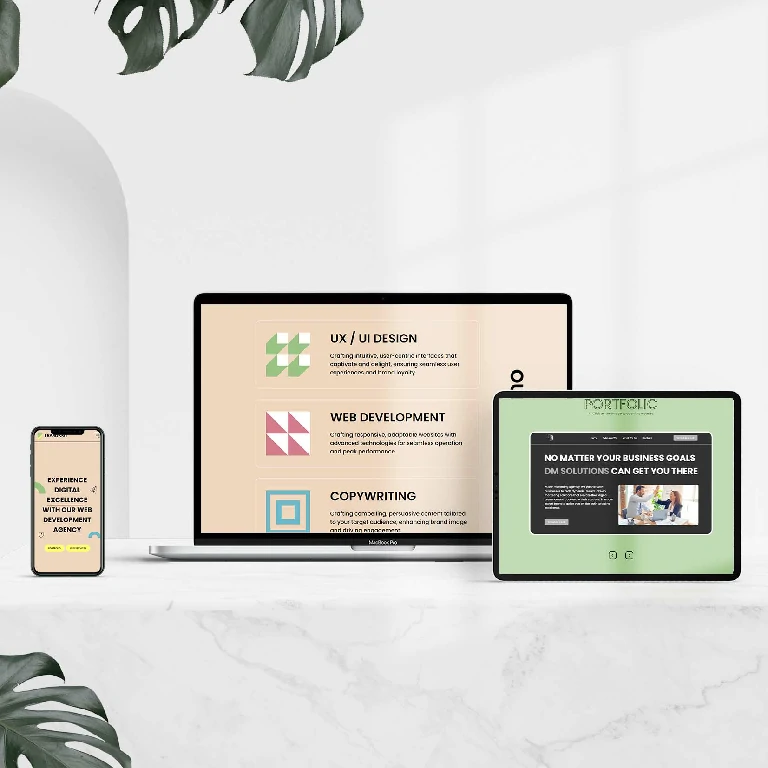 EXPERIENCE
DIGITAL
EXCELLENCE
WITH OUR WEB
DEVELOPMENT
AGENCY
UX / UI DESIGN
Crafting intuitive, user-centric interfaces that
captivate and delight, ensuring seamless user
experiences and brand loyalty.
WEB DEVELOPMENT
Crafting responsive, adaptable websites with
advanced technologies for seamless operation
and peak performance.
COPYWRITING
Crafting compelling, persuasive content tailored
to your target audience, enhancing brand image
and driving engagement.
MacBook Pro
PORTFOLIO
NO MATTER YOUR BUSINESS GOALS
DM SOLUTIONS CAN GET YOU THERE